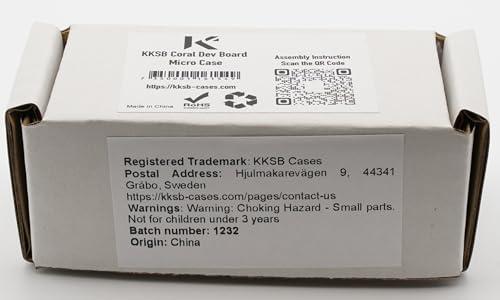 KKSB Coral Dev Board
Micro Case
https://kksb-cases.com
Made in China
RoHS
Assembly Instruction
Scan the QR Code
Registered Trademark: KKSB Cases
Postal Address: Hjulmakarevägen 9, 44341
Gråbo, Sweden
https://kksb-cases.com/pages/contact-us
Warnings: Warning: Choking Hazard - Small parts.
Not for children under 3 years
Batch number: 1232
Origin: China